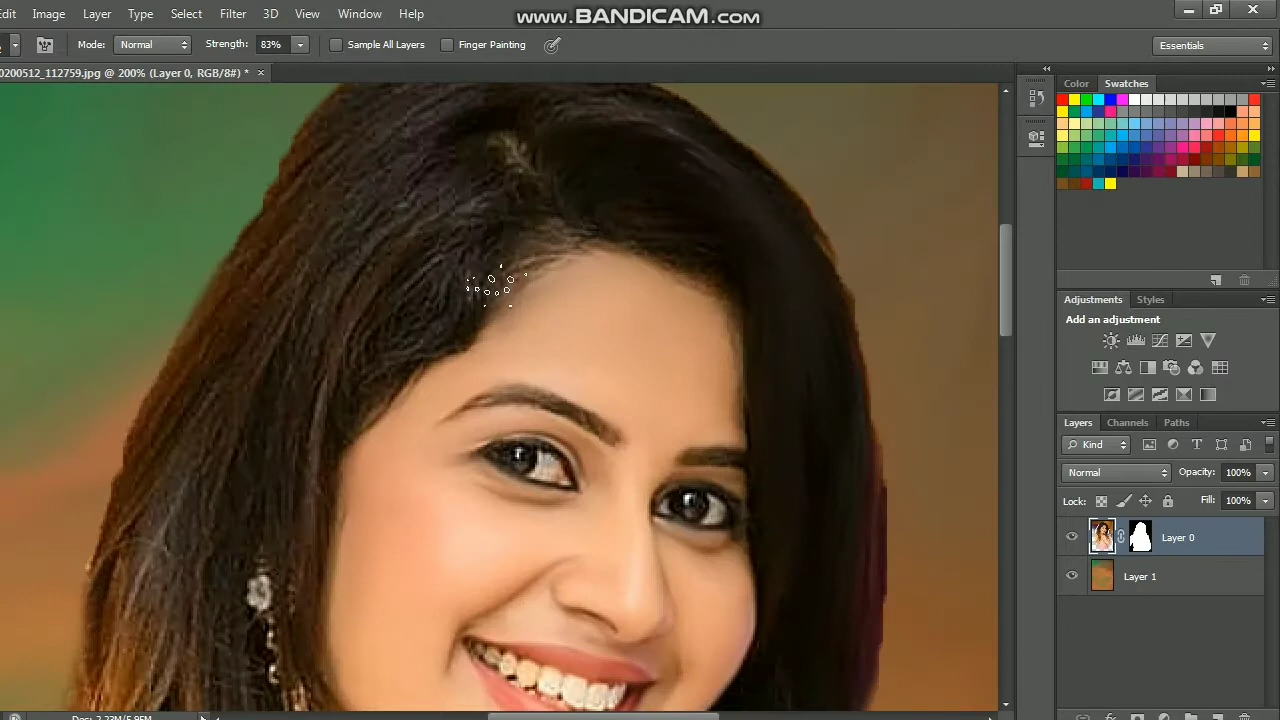 www.BANDICAM.com
Layer Type Select Filter 3D View Window Help
Image
Mode: Normal Strength: 83% Sample All Layers Finger Painting Essentials
0200512_112759.jpg @ 200% (Layer 0, RGB/8#) * ×
Color Swatches
Adjustments Styles
Add an adjustment
Layers Channels Paths
Kind
Normal Opacity: 100%
Lock: Fill: 100%
Layer 0
Layer 1